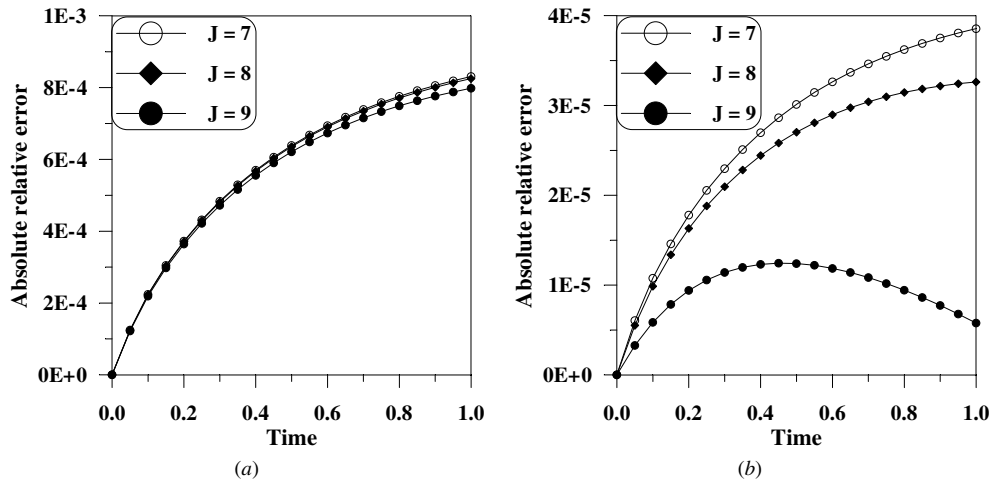 1E-3
8E-4
6E-4
4E-4
2E-4
0E+0
Absolute relative error
J = 7
J = 8
J = 9
0.0 0.2 0.4 0.6 0.8 1.0
Time
(a)
4E-5
3E-5
2E-5
1E-5
0E+0
Absolute relative error
J = 7
J = 8
J = 9
0.0 0.2 0.4 0.6 0.8 1.0
Time
(b)